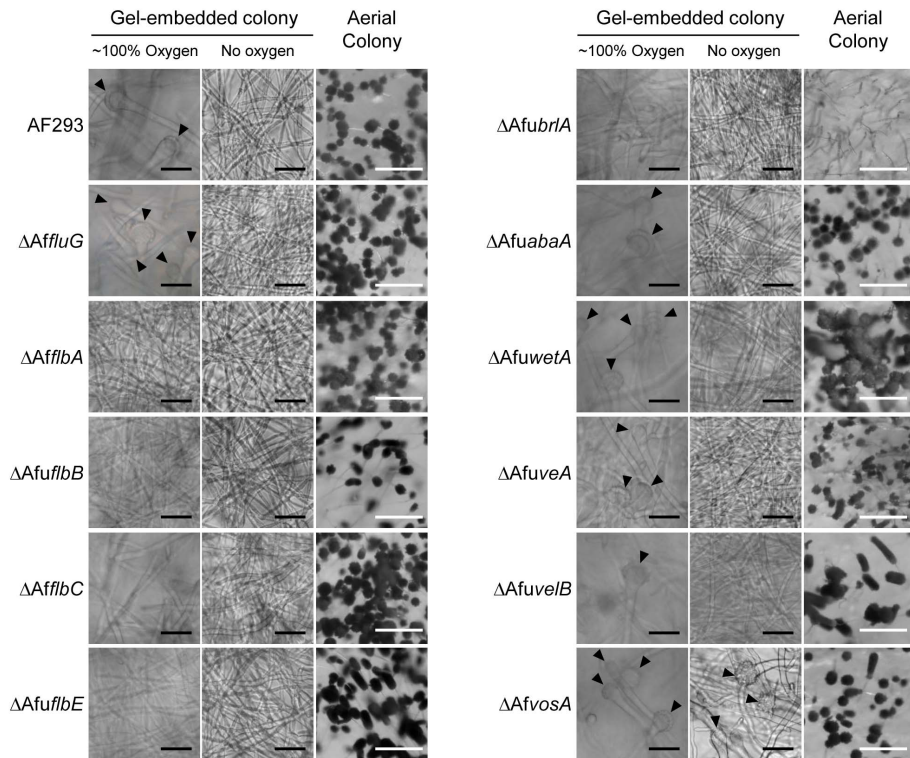 Gel-embedded colony
Aerial
Colony
~100% Oxygen
No oxygen
AF293
ΔAffluG
ΔAfflbA
ΔAfuflbB
ΔAfflbC
ΔAfuflbE
Gel-embedded colony
Aerial
Colony
~100% Oxygen
No oxygen
ΔAfubrlA
ΔAfuabaA
ΔAfuwetA
ΔAfuveA
ΔAfuvelB
ΔAfvosA